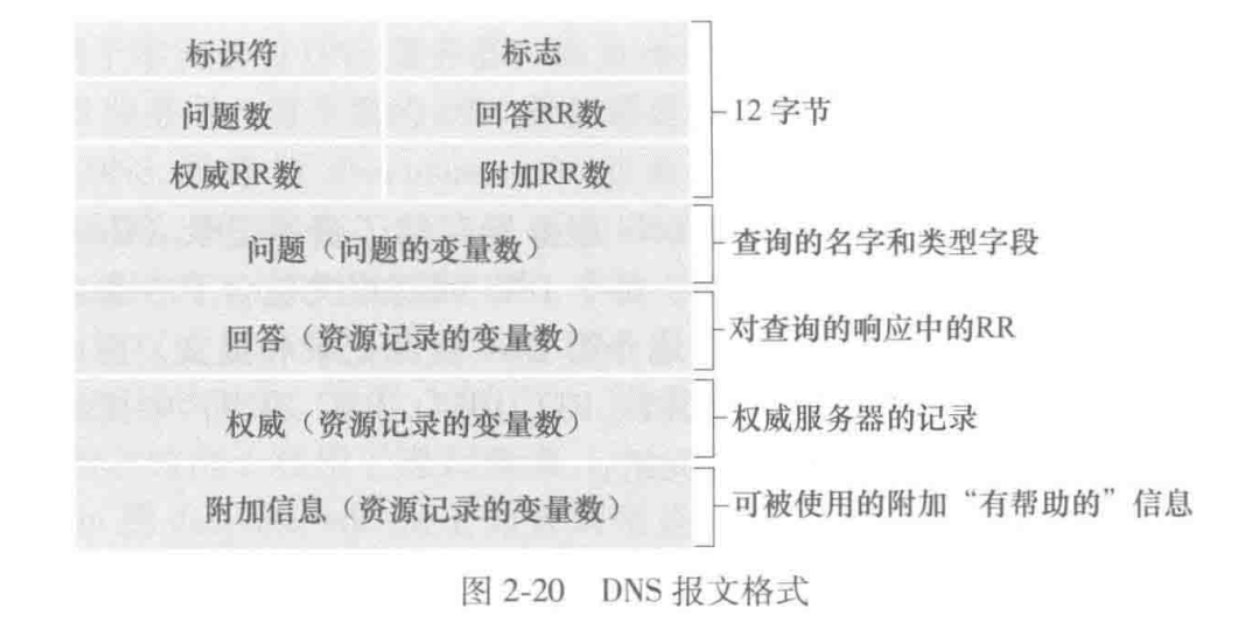 标识符 标志
问题数 回答RR数 12 字节
权威RR数 附加RR数
问题（问题的变量数） 查询的名字和类型字段
回答（资源记录的变量数） 对查询的响应中的RR
权威（资源记录的变量数） 权威服务器的记录
附加信息（资源记录的变量数） 可被使用的附加“有帮助的”信息
图 2-20 DNS 报文格式